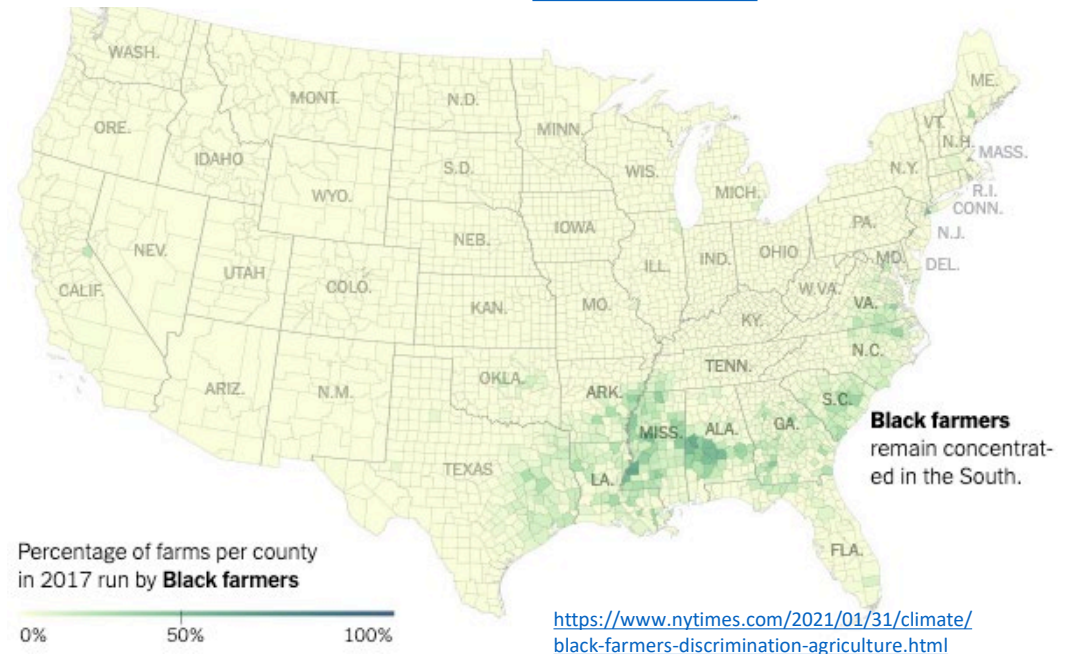 WASH.
MONT.
N.D.
MINN.
ME.
ORE.
IDAHO
S.D.
WIS.
MICH.
VT.
N.H.
MASS.
N.Y.
R.I.
CONN.
WYO.
IOWA
NEB.
PA.
N.J.
NEV.
UTAH
COLO.
ILL.
IND.
OHIO
MD.
DEL.
CALIF.
KAN.
MO.
W.VA.
VA.
KY.
N.C.
TENN.
ARIZ.
N.M.
OKLA.
ARK.
S.C.
MISS.
ALA.
GA.
TEXAS
LA.
FLA.
Black farmers
remain concentrat-
ed in the South.
Percentage of farms per county
in 2017 run by Black farmers
0%
50%
100%
https://www.nytimes.com/2021/01/31/climate/
black-farmers-discrimination-agriculture.html